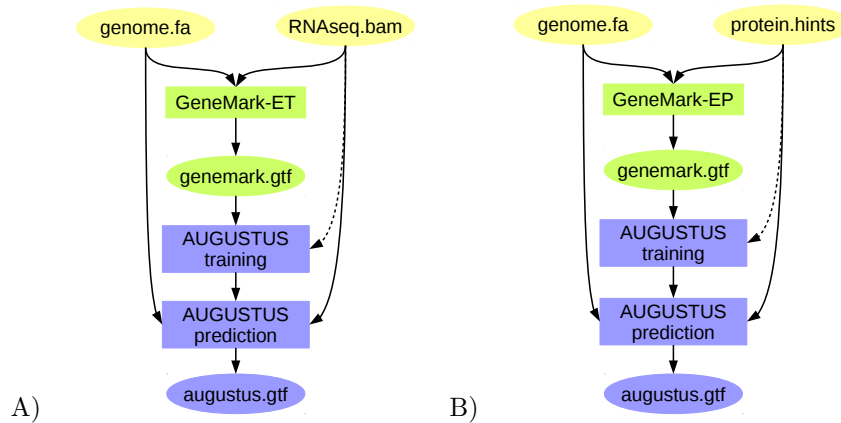 genome.fa
RNAseq.bam
GeneMark-ET
genemark.gtf
AUGUSTUS
training
AUGUSTUS
prediction
augustus.gtf
A)
genome.fa
protein.hints
GeneMark-EP
genemark.gtf
AUGUSTUS
training
AUGUSTUS
prediction
augustus.gtf
B)